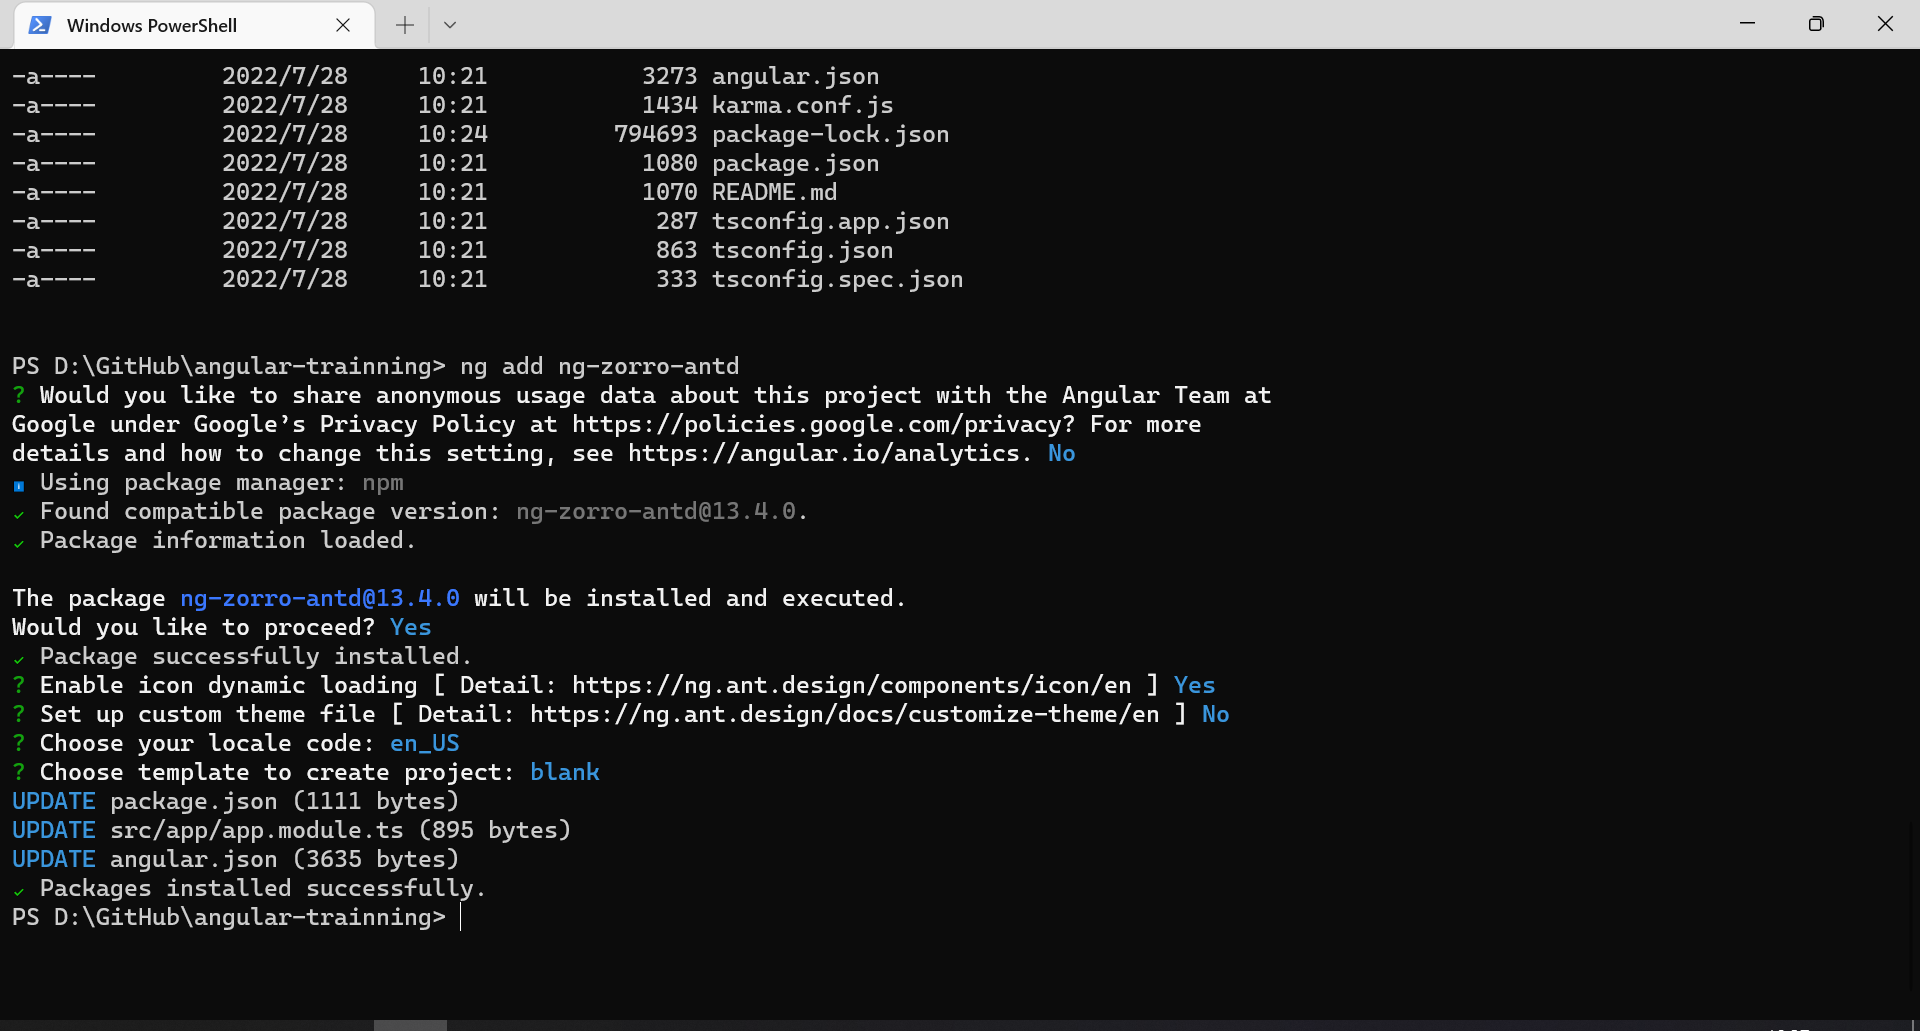 Windows PowerShell
-a---- 2022/7/28 10:21 3273 angular.json
-a---- 2022/7/28 10:21 1434 karma.conf.js
-a---- 2022/7/28 10:24 794693 package-lock.json
-a---- 2022/7/28 10:21 1080 package.json
-a---- 2022/7/28 10:21 1070 README.md
-a---- 2022/7/28 10:21 287 tsconfig.app.json
-a---- 2022/7/28 10:21 863 tsconfig.json
-a---- 2022/7/28 10:21 333 tsconfig.spec.json
PS D:\GitHub\angular-trainning> ng add ng-zorro-antd
? Would you like to share anonymous usage data about this project with the Angular Team at
Google under Google’s Privacy Policy at https://policies.google.com/privacy? For more
details and how to change this setting, see https://angular.io/analytics. No
i Using package manager: npm
✓ Found compatible package version: ng-zorro-antd@13.4.0.
✓ Package information loaded.
The package ng-zorro-antd@13.4.0 will be installed and executed.
Would you like to proceed? Yes
✓ Package successfully installed.
? Enable icon dynamic loading [ Detail: https://ng.ant.design/components/icon/en ] Yes
? Set up custom theme file [ Detail: https://ng.ant.design/docs/customize-theme/en ] No
? Choose your locale code: en_US
? Choose template to create project: blank
UPDATE package.json (1111 bytes)
UPDATE src/app/app.module.ts (895 bytes)
UPDATE angular.json (3635 bytes)
✓ Packages installed successfully.
PS D:\GitHub\angular-trainning>